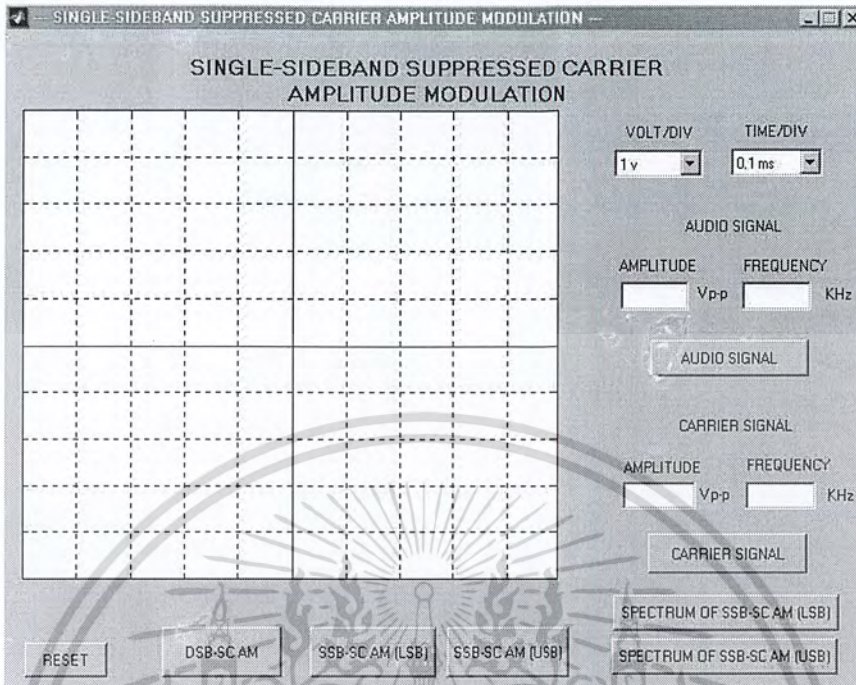 --- SINGLE-SIDEBAND SUPPRESSED CARRIER AMPLITUDE MODULATION ---
SINGLE-SIDEBAND SUPPRESSED CARRIER
AMPLITUDE MODULATION
VOLT/DIV TIME/DIV
1 v 0.1 ms
AUDIO SIGNAL
AMPLITUDE FREQUENCY
Vp-p KHz
AUDIO SIGNAL
CARRIER SIGNAL
AMPLITUDE FREQUENCY
Vp-p KHz
CARRIER SIGNAL
SPECTRUM OF SSB-SC AM (LSB)
RESET DSB-SC AM SSB-SC AM (LSB) SSB-SC AM (USB) SPECTRUM OF SSB-SC AM (USB)